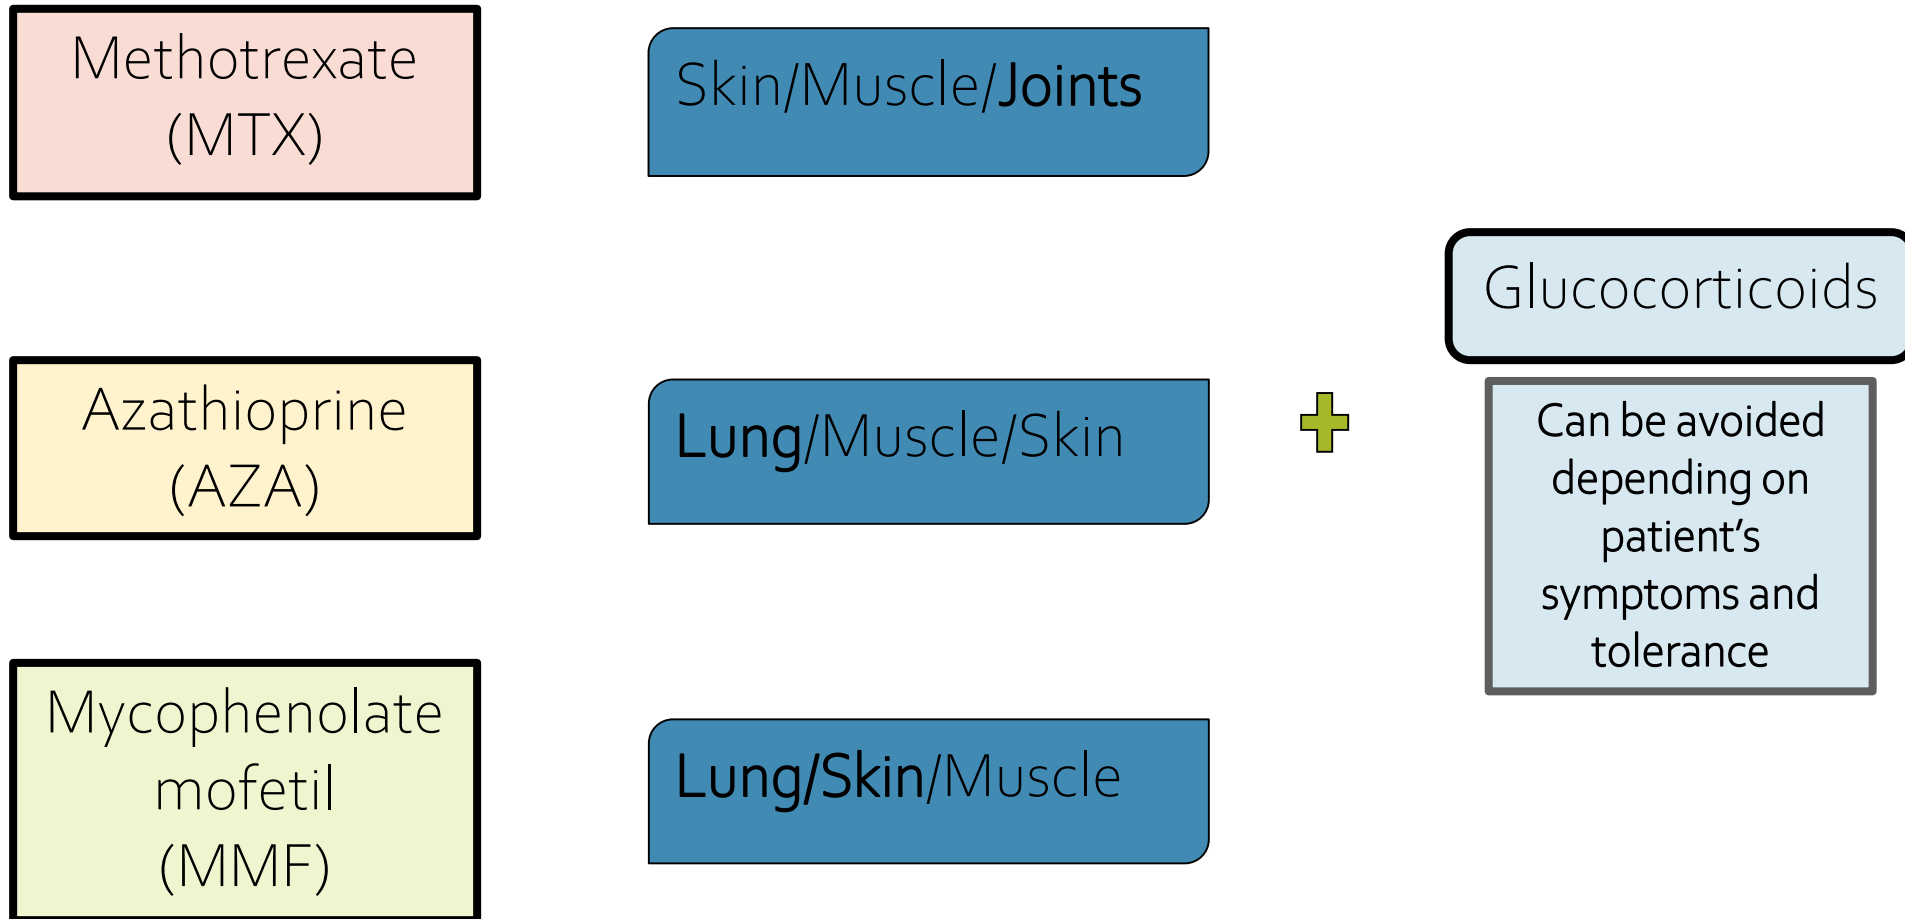 Methotrexate
(MTX)
Skin/Muscle/Joints
Azathioprine
(AZA)
Lung/Muscle/Skin
Mycophenolate
mofetil
(MMF)
Lung/Skin/Muscle
Glucocorticoids
Can be avoided
depending on
patient’s
symptoms and
tolerance